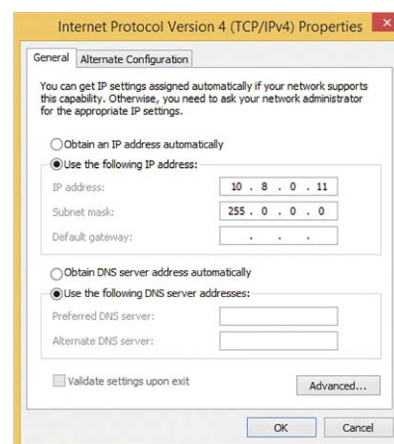 Internet Protocol Version 4 (TCP/IPv4) Properties
General Alternate Configuration
You can get IP settings assigned automatically if your network supports
this capability. Otherwise, you need to ask your network administrator
for the appropriate IP settings.
Obtain an IP address automatically
Use the following IP address:
IP address: 10 . 8 . 0 . 11
Subnet mask: 255 . 0 . 0 . 0
Default gateway: . . .
Obtain DNS server address automatically
Use the following DNS server addresses:
Preferred DNS server:
Alternate DNS server:
Validate settings upon exit
Advanced...
OK Cancel